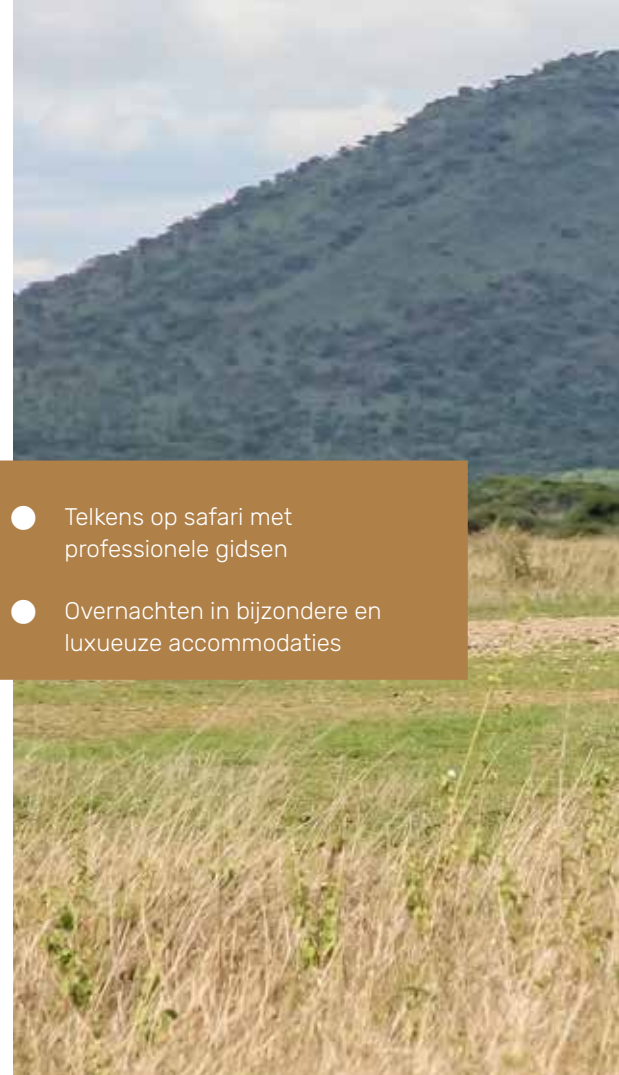 Telkens op safari met
professionele gidsen
Overnachten in bijzondere en
luxueuze accommodaties